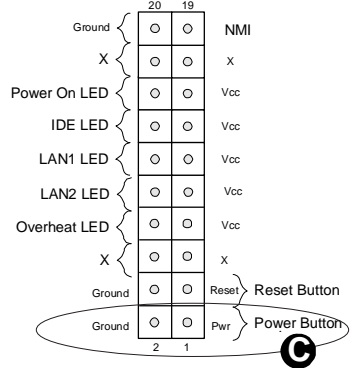 20 19
Ground NMI
X X
Power On LED Vcc
IDE LED Vcc
LAN1 LED Vcc
LAN2 LED Vcc
Overheat LED Vcc
X X
Ground Reset Reset Button
Ground Pwr Power Button
2 1
C